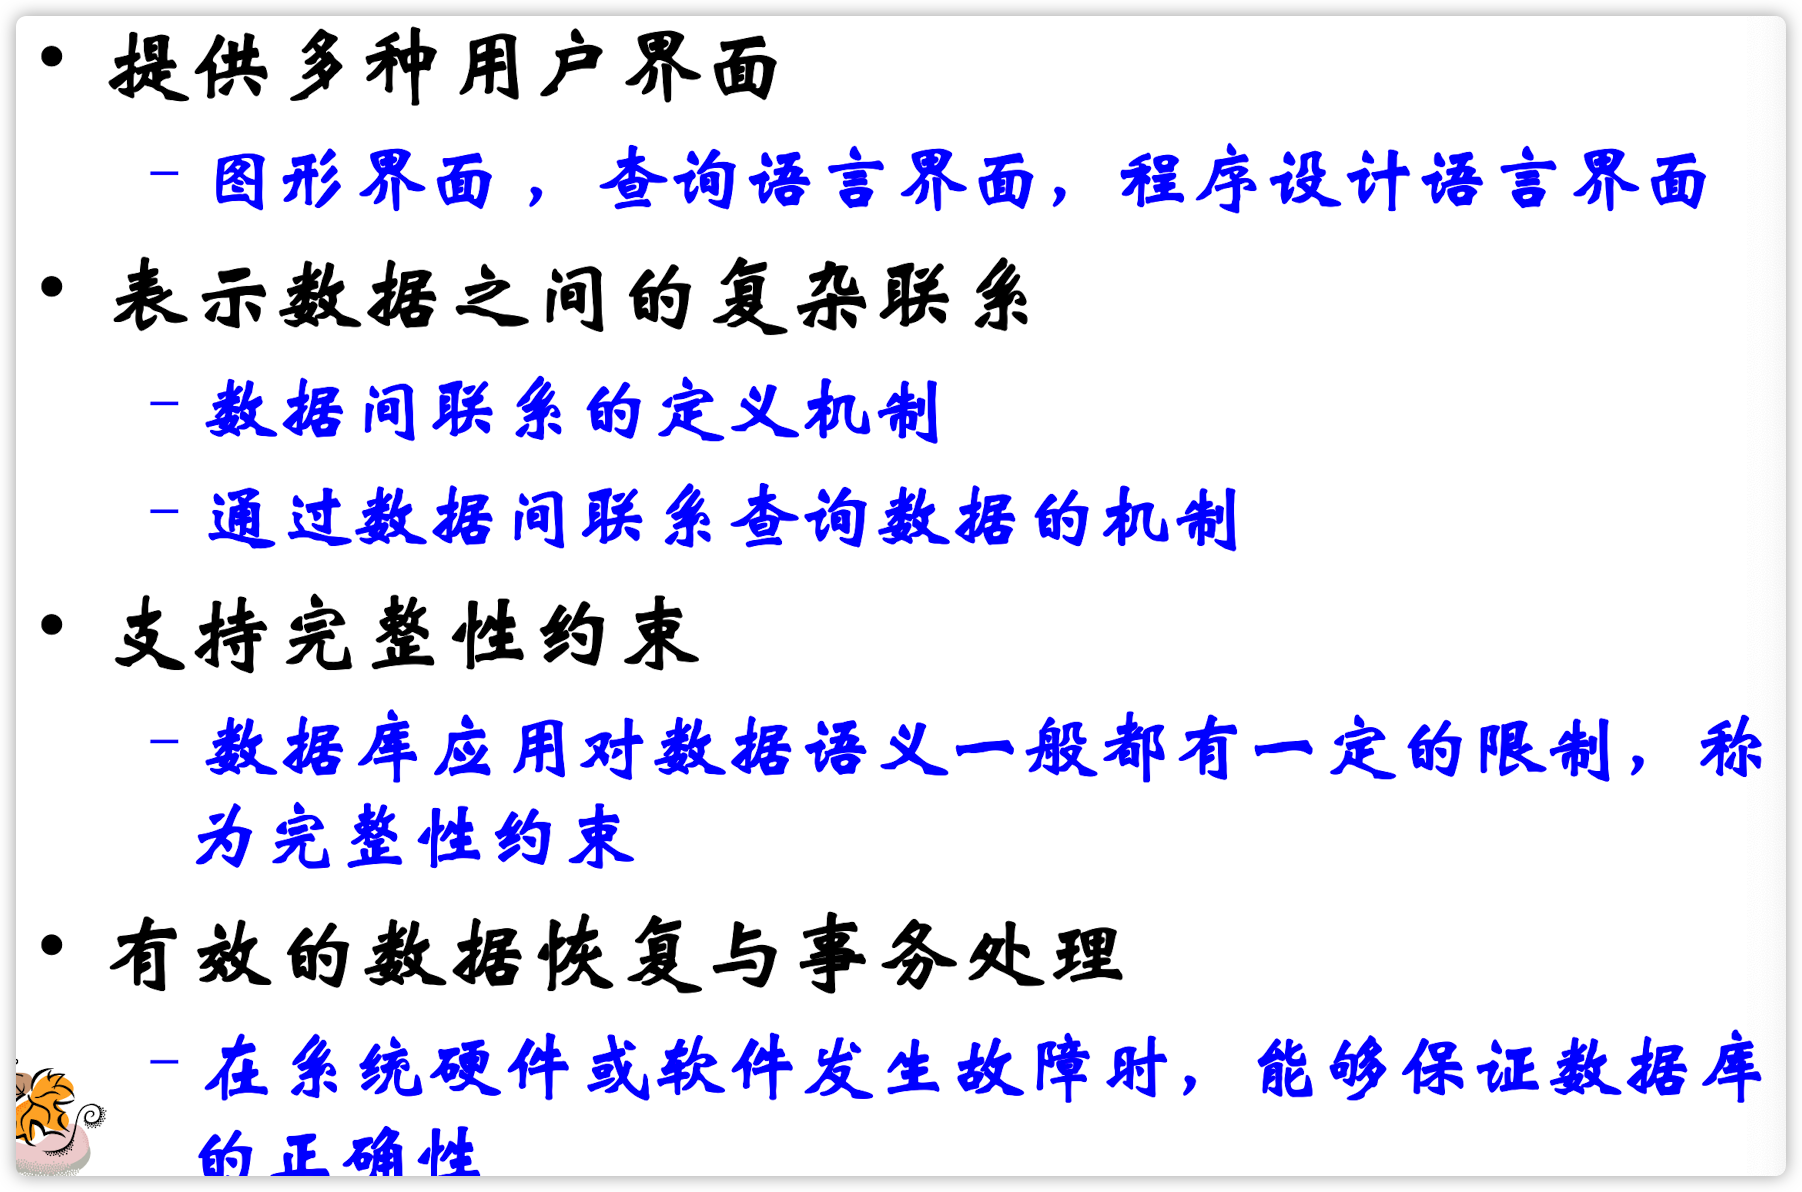 • 提供多种用户界面
– 图形界面，查询语言界面，程序设计语言界面
• 表示数据之间的复杂联系
– 数据间联系的定义机制
– 通过数据间联系查询数据的机制
• 支持完整性约束
– 数据库应用对数据语义一般都有一定的限制，称
为完整性约束
• 有效的数据恢复与事务处理
– 在系统硬件或软件发生故障时，能够保证数据库
的正确性